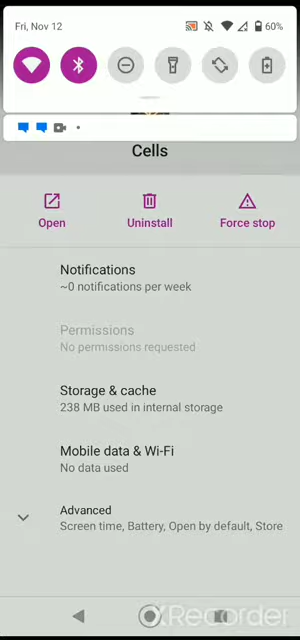 Fri, Nov 12
60%
Cells
Open
Uninstall
Force stop
Notifications
~0 notifications per week
Permissions
No permissions requested
Storage & cache
238 MB used in internal storage
Mobile data & Wi-Fi
No data used
Advanced
Screen time, Battery, Open by default, Store
XRecorder